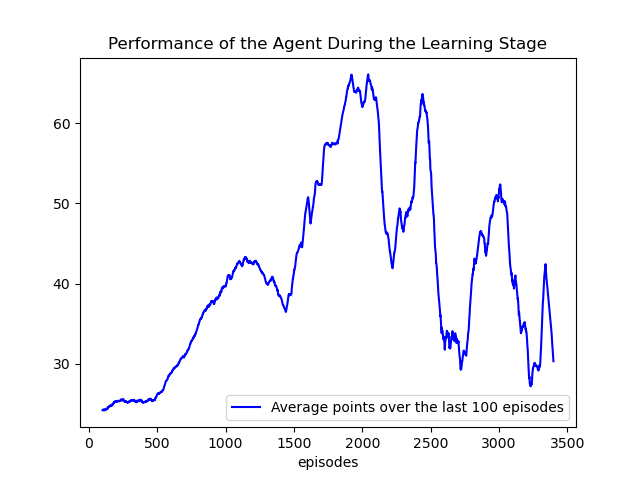 Performance of the Agent During the Learning Stage
60
50
40
30
Average points over the last 100 episodes
0 500 1000 1500 2000 2500 3000 3500
episodes